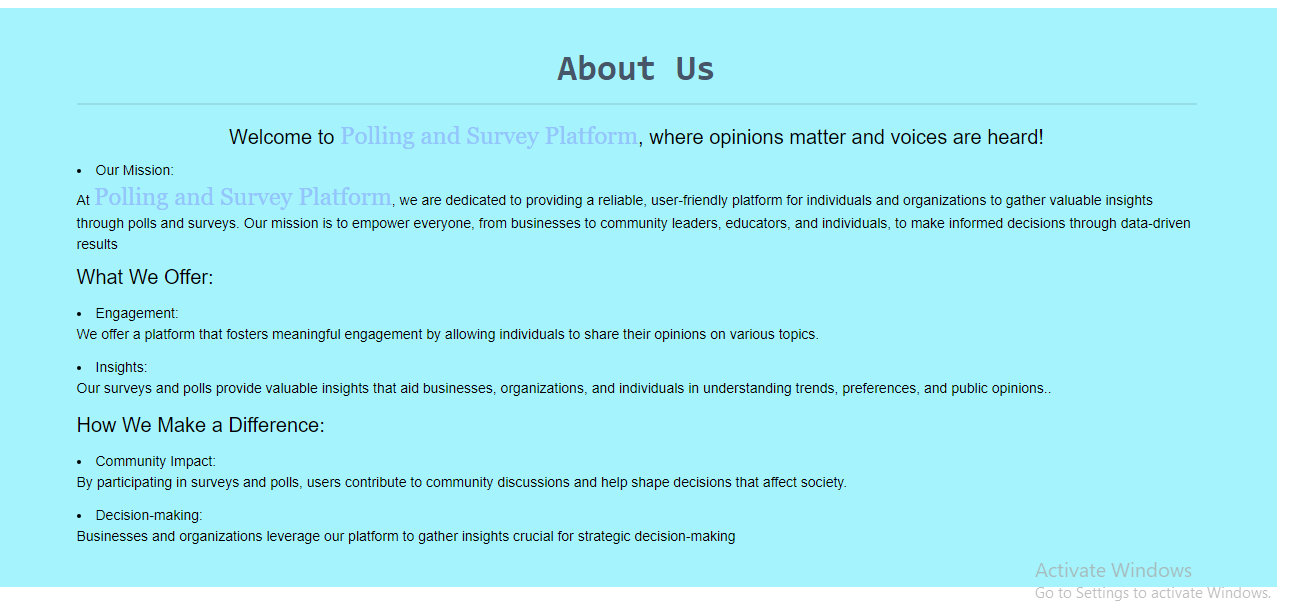 About Us
Welcome to Polling and Survey Platform, where opinions matter and voices are heard!
• Our Mission:
At Polling and Survey Platform, we are dedicated to providing a reliable, user-friendly platform for individuals and organizations to gather valuable insights
through polls and surveys. Our mission is to empower everyone, from businesses to community leaders, educators, and individuals, to make informed decisions through data-driven
results
What We Offer:
• Engagement:
We offer a platform that fosters meaningful engagement by allowing individuals to share their opinions on various topics.
• Insights:
Our surveys and polls provide valuable insights that aid businesses, organizations, and individuals in understanding trends, preferences, and public opinions..
How We Make a Difference:
• Community Impact:
By participating in surveys and polls, users contribute to community discussions and help shape decisions that affect society.
• Decision-making:
Businesses and organizations leverage our platform to gather insights crucial for strategic decision-making
Activate Windows
Go to Settings to activate Windows.